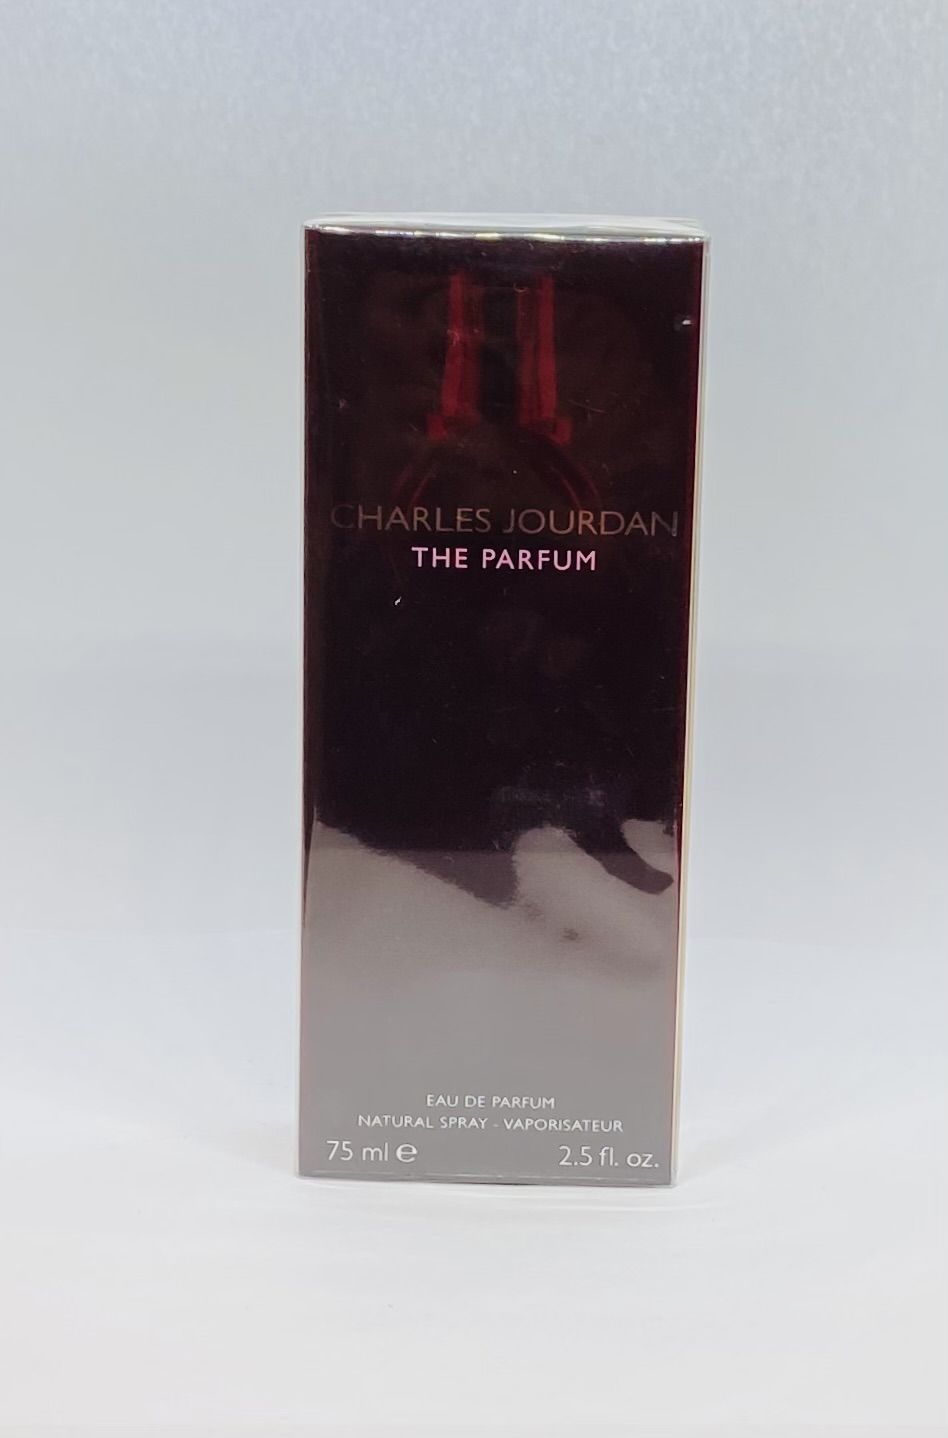 CHARLES JOURDAN
THE PARFUM
EAU DE PARFUM
NATURAL SPRAY - VAPORISATEUR
75 ml ℮ 2.5 fl. oz.